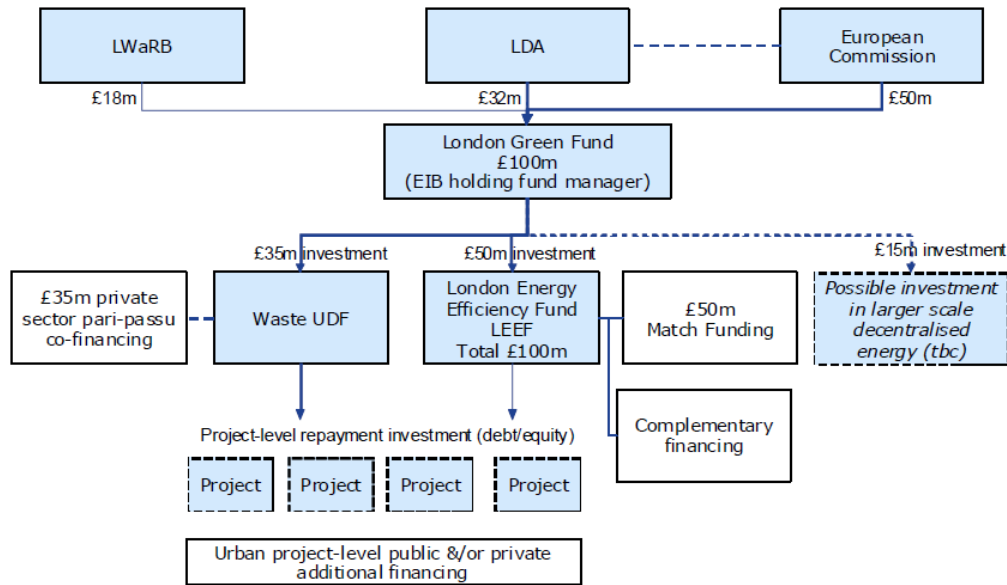 LWaRB
LDA
European
Commission
£18m
£32m
£50m
London Green Fund
£100m
(EIB holding fund manager)
£35m investment
£50m investment
£15m investment
£35m private
sector pari-passu
co-financing
Waste UDF
London Energy
Efficiency Fund
LEEF
Total £100m
£50m
Match Funding
Possible investment
in larger scale
decentralised
energy (tbc)
Complementary
financing
Project-level repayment investment (debt/equity)
Project
Project
Project
Project
Urban project-level public &/or private
additional financing